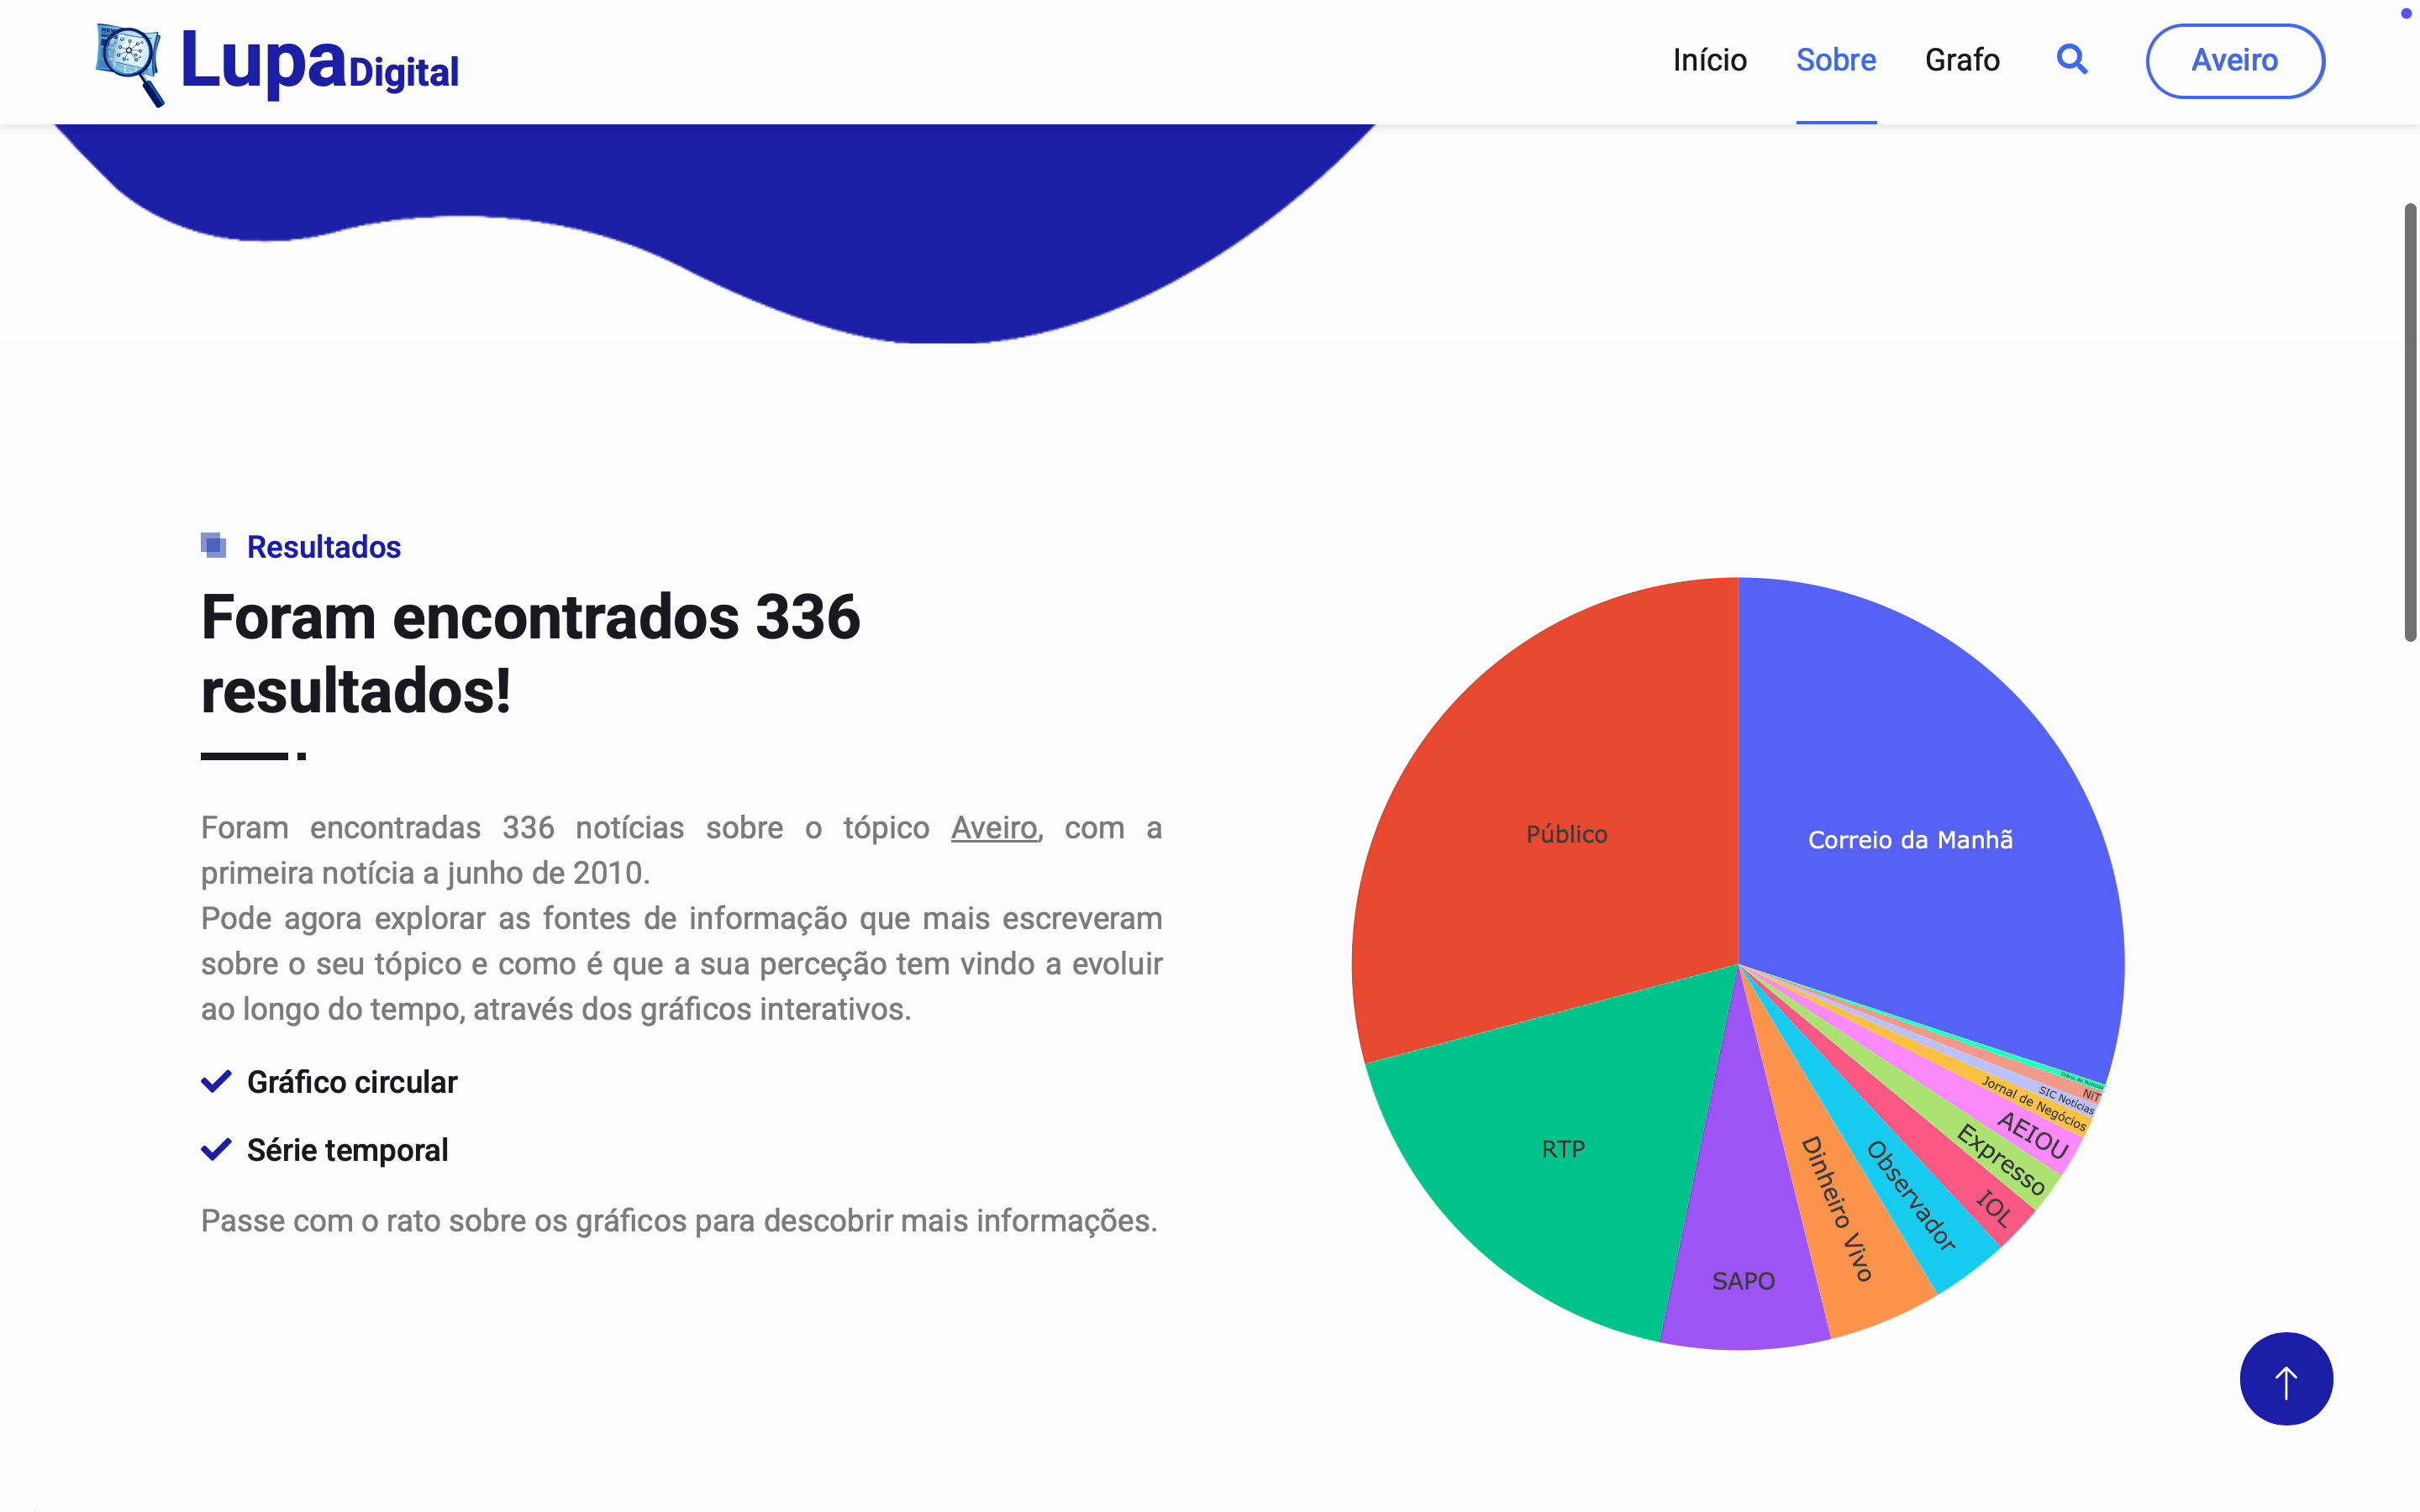 LupaDigital
Início
Sobre
Grafo
Aveiro
Resultados
Foram encontrados 336
resultados!
Foram encontradas 336 notícias sobre o tópico Aveiro, com a
primeira notícia a junho de 2010.
Pode agora explorar as fontes de informação que mais escreveram
sobre o seu tópico e como é que a sua perceção tem vindo a evoluir
ao longo do tempo, através dos gráficos interativos.
Gráfico circular
Série temporal
Passe com o rato sobre os gráficos para descobrir mais informações.
Público
Correio da Manhã
RTP
SAPO
Dinheiro Vivo
Observador
IOL
Expresso
AEIOU
Jornal de Negócios
SIC Notícias
NiT
Diário de Notícias